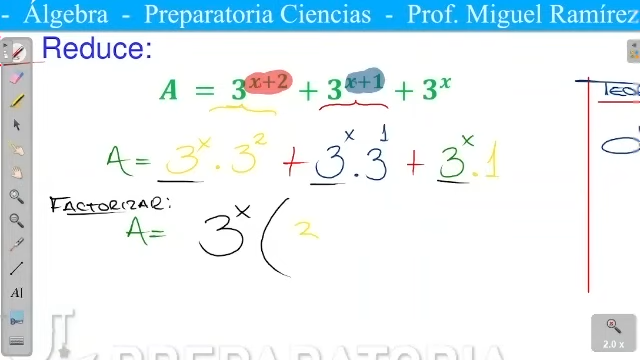 - Álgebra - Preparatoria Ciencias - Prof. Miguel Ramírez
Reduce:
A = 3^{x+2} + 3^{x+1} + 3^x
A = 3^x . 3^2 + 3^x . 3^1 + 3^x . 1
FACTORIZAR:
A = 3^x (
A|
2.0 x
PREPARATORIA